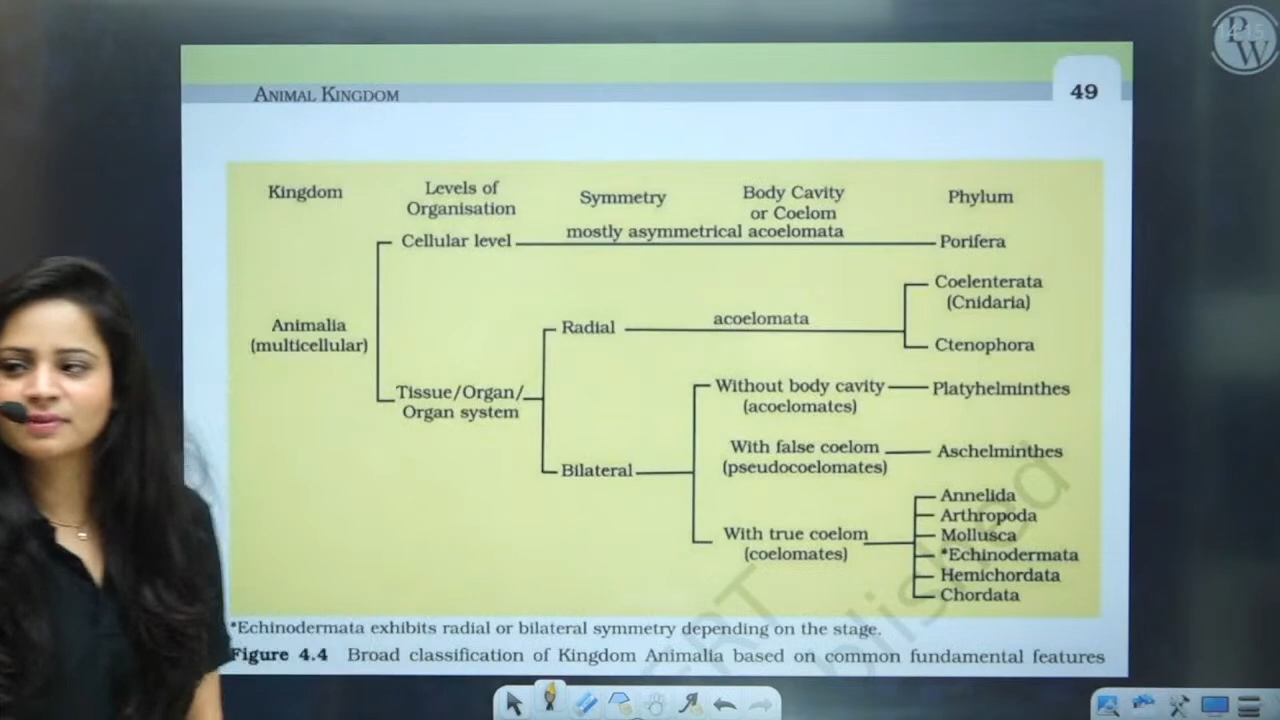 PW
14:15
ANIMAL KINGDOM
49
Kingdom
Levels of
Organisation
Symmetry
Body Cavity
or Coelom
Phylum
Cellular level
mostly asymmetrical acoelomata
Porifera
Animalia
(multicellular)
Tissue/Organ/
Organ system
Radial
acoelomata
Coelenterata
(Cnidaria)
Ctenophora
Bilateral
Without body cavity
(acoelomates)
Platyhelminthes
With false coelom
(pseudocoelomates)
Aschelminthes
With true coelom
(coelomates)
Annelida
Arthropoda
Mollusca
*Echinodermata
Hemichordata
Chordata
*Echinodermata exhibits radial or bilateral symmetry depending on the stage.
Figure 4.4 Broad classification of Kingdom Animalia based on common fundamental features